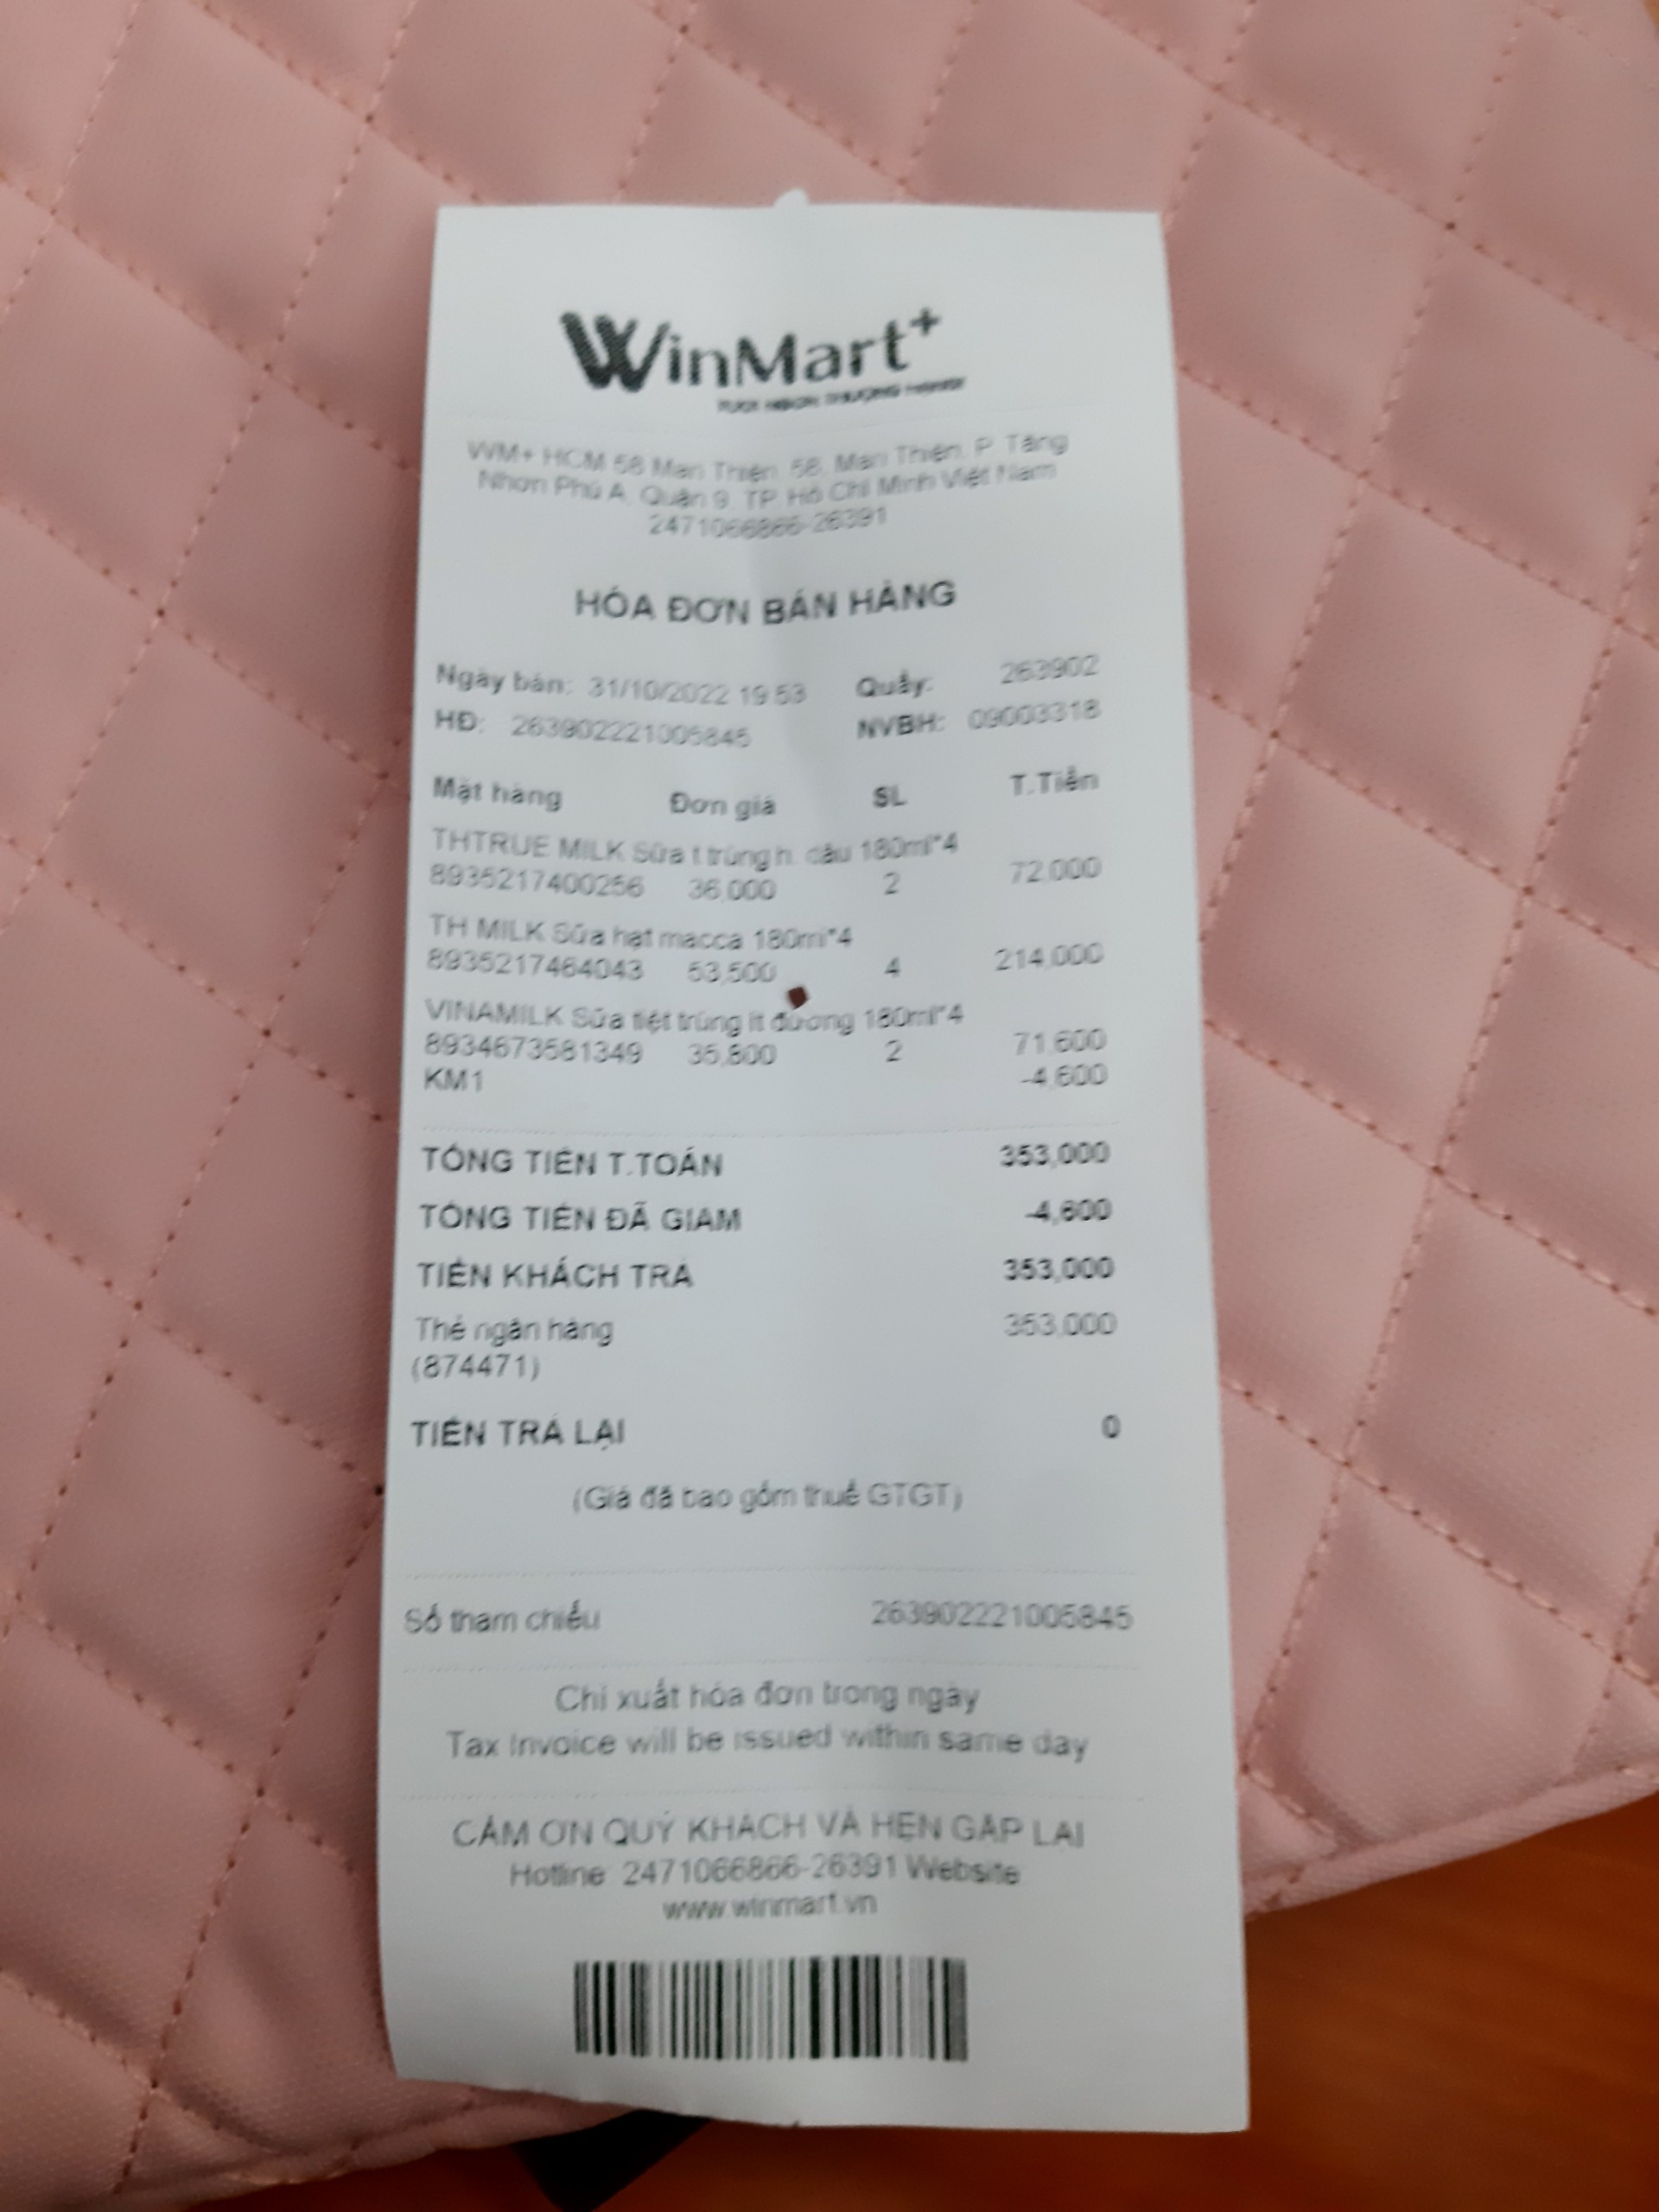 WinMart+
WM+ HCM 58 Man Thiện, 58, Man Thiện, P. Tăng
Nhơn Phú A, Quận 9, TP. Hồ Chí Minh Việt Nam
2471066866-26391
HÓA ĐƠN BÁN HÀNG
Ngày bán: 31/10/2022 19:53 Quầy: 263902
HĐ: 263902221005845 NVBH: 09003318
Mặt hàng Đơn giá SL T.Tiền
THTRUE MILK Sữa t.trùng h. dâu 180ml*4
8935217400256 36,000 2 72,000
TH MILK Sữa hạt macca 180ml*4
8935217464043 53,500 4 214,000
VINAMILK Sữa tiệt trùng ít đường 180ml*4
8934673581349 35,800 2 71,600
KM1 -4,600
TỔNG TIỀN T.TOÁN 353,000
TỔNG TIỀN ĐÃ GIẢM -4,600
TIỀN KHÁCH TRẢ 353,000
Thẻ ngân hàng 353,000
(874471)
TIỀN TRẢ LẠI 0
(Giá đã bao gồm thuế GTGT)
Số tham chiếu 263902221005845
Chỉ xuất hóa đơn trong ngày
Tax Invoice will be issued within same day
CẢM ƠN QUÝ KHÁCH VÀ HẸN GẶP LẠI
Hotline: 2471066866-26391 Website:
www.winmart.vn